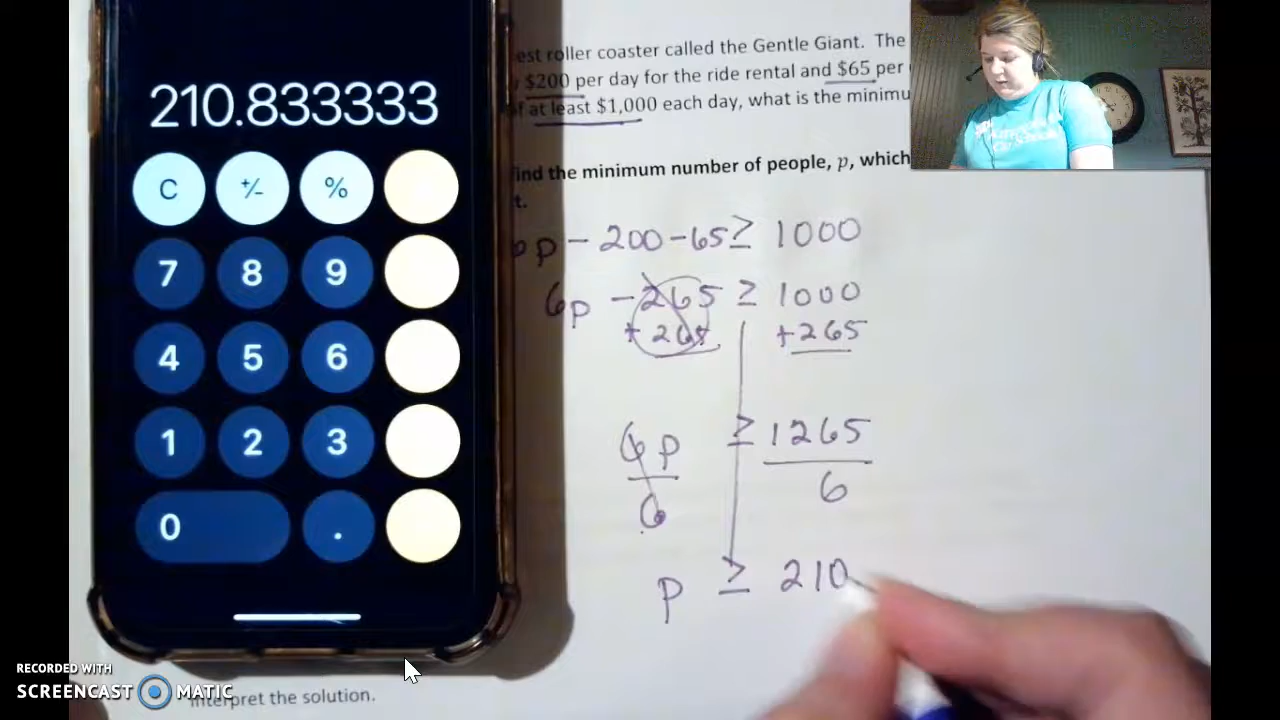 210.833333
C +/- %
7 8 9
4 5 6
1 2 3
0 .
est roller coaster called the Gentle Giant. The
$200 per day for the ride rental and $65 per
at least $1,000 each day, what is the minimu
ind the minimum number of people, p, which
t.
p - 200 - 65 ≥ 1000
6p - 265 ≥ 1000
+ 265 + 265
6p ≥ 1265
6 6
p ≥ 210
Interpret the solution.
RECORDED WITH
SCREENCAST MATIC